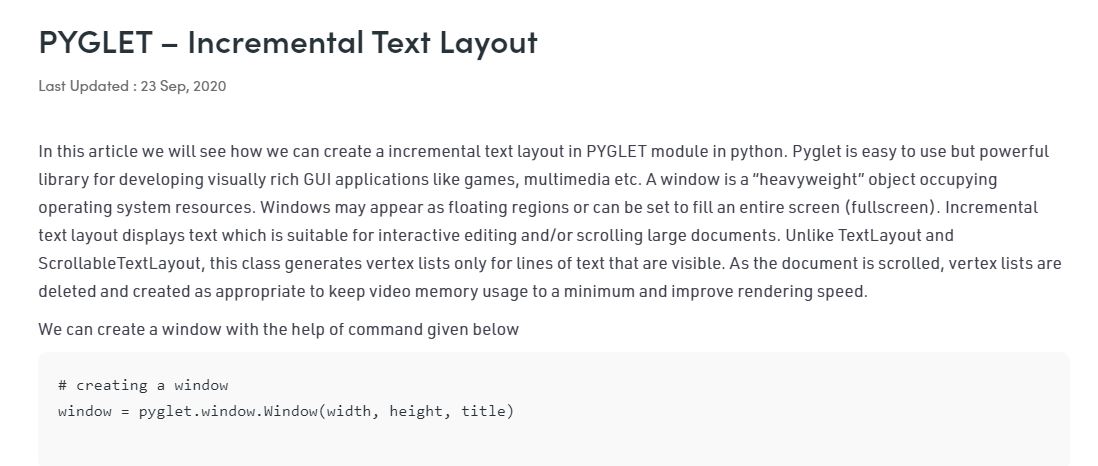 PYGLET – Incremental Text Layout
Last Updated : 23 Sep, 2020
In this article we will see how we can create a incremental text layout in PYGLET module in python. Pyglet is easy to use but powerful
library for developing visually rich GUI applications like games, multimedia etc. A window is a “heavyweight” object occupying
operating system resources. Windows may appear as floating regions or can be set to fill an entire screen (fullscreen). Incremental
text layout displays text which is suitable for interactive editing and/or scrolling large documents. Unlike TextLayout and
ScrollableTextLayout, this class generates vertex lists only for lines of text that are visible. As the document is scrolled, vertex lists are
deleted and created as appropriate to keep video memory usage to a minimum and improve rendering speed.
We can create a window with the help of command given below
# creating a window
window = pyglet.window.Window(width, height, title)